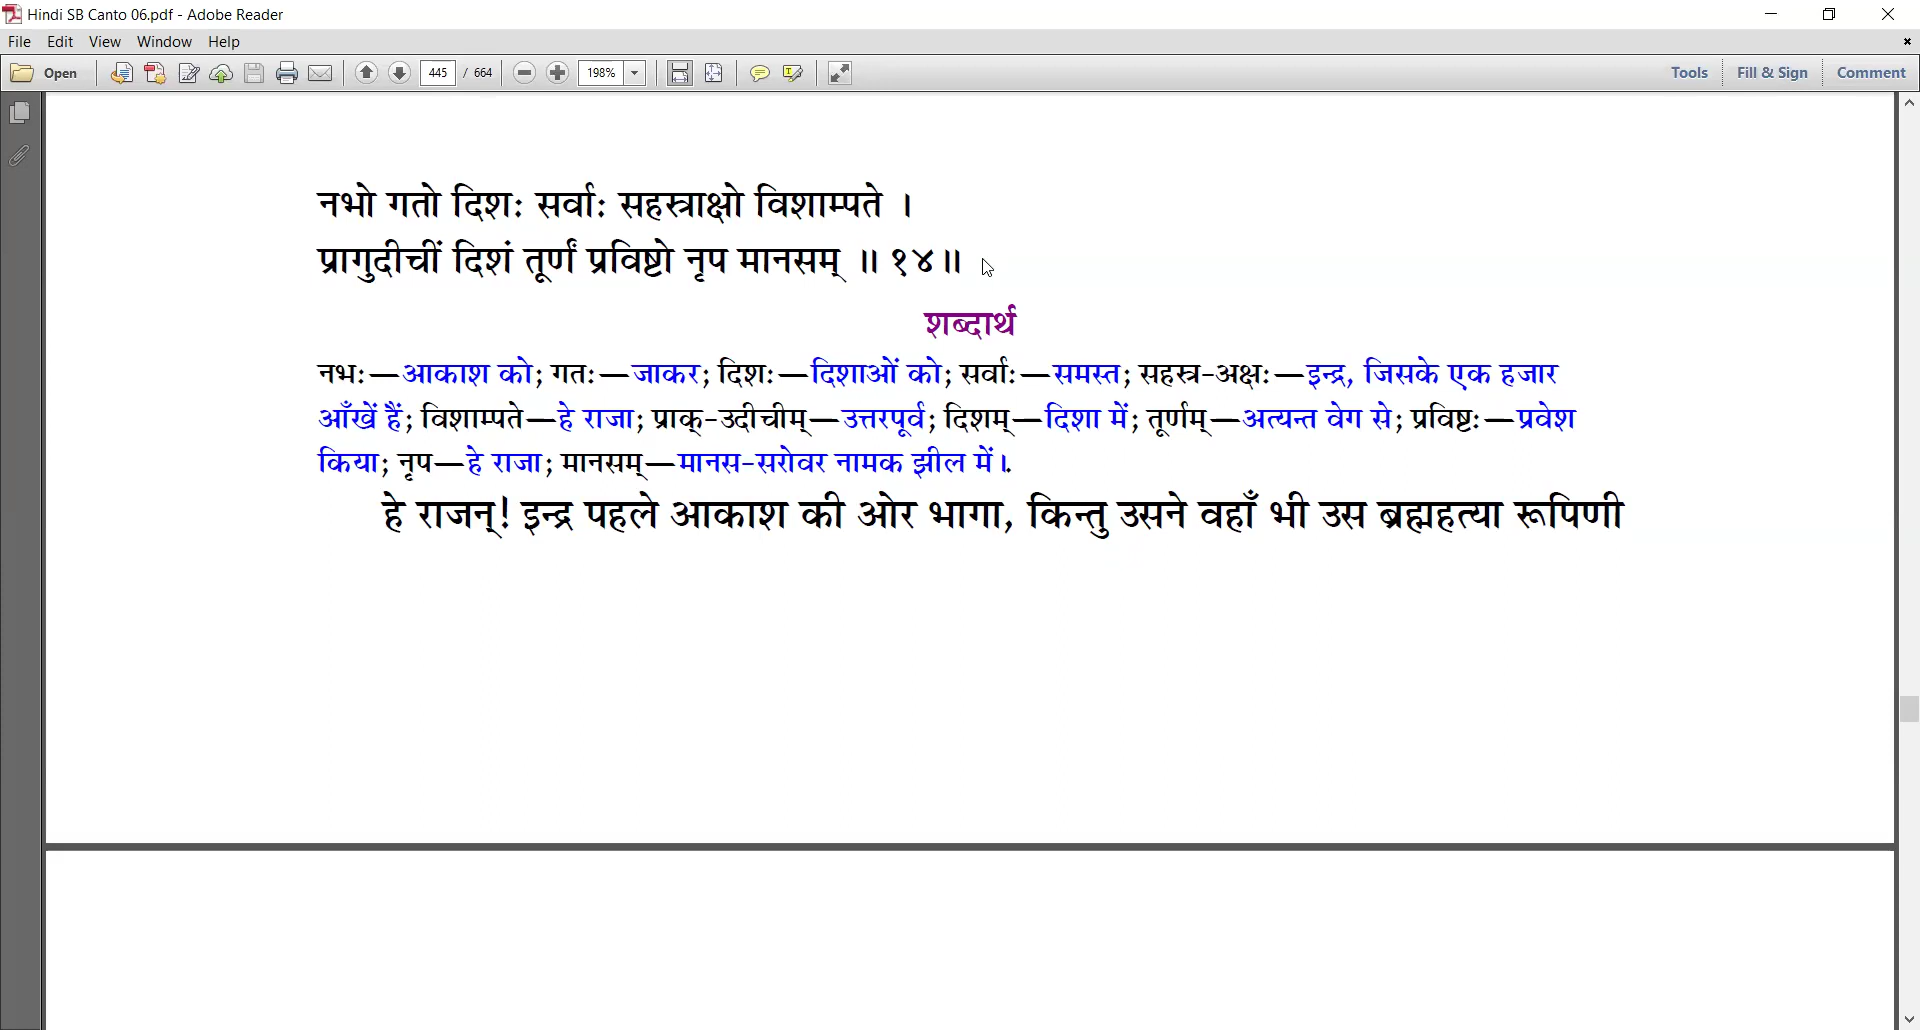 Hindi SB Canto 06.pdf - Adobe Reader
File Edit View Window Help
Open 445 / 664 198% Tools Fill & Sign Comment
नभो गतो दिशः सर्वाः सहस्राक्षो विशाम्पते ।
प्रागुदीचीं दिशं तूर्णं प्रविष्टो नृप मानसम् ॥ १४॥
शब्दार्थ
नभः—आकाश को; गतः—जाकर; दिशः—दिशाओं को; सर्वाः—समस्त; सहस्र-अक्षः—इन्द्र, जिसके एक हजार
आँखें हैं; विशाम्पते—हे राजा; प्राक्-उदीचीम्—उत्तरपूर्व; दिशम्—दिशा में; तूर्णम्—अत्यन्त वेग से; प्रविष्टः—प्रवेश
किया; नृप—हे राजा; मानसम्—मानस-सरोवर नामक झील में।.
हे राजन्! इन्द्र पहले आकाश की ओर भागा, किन्तु उसने वहाँ भी उस ब्रह्महत्या रूपिणी